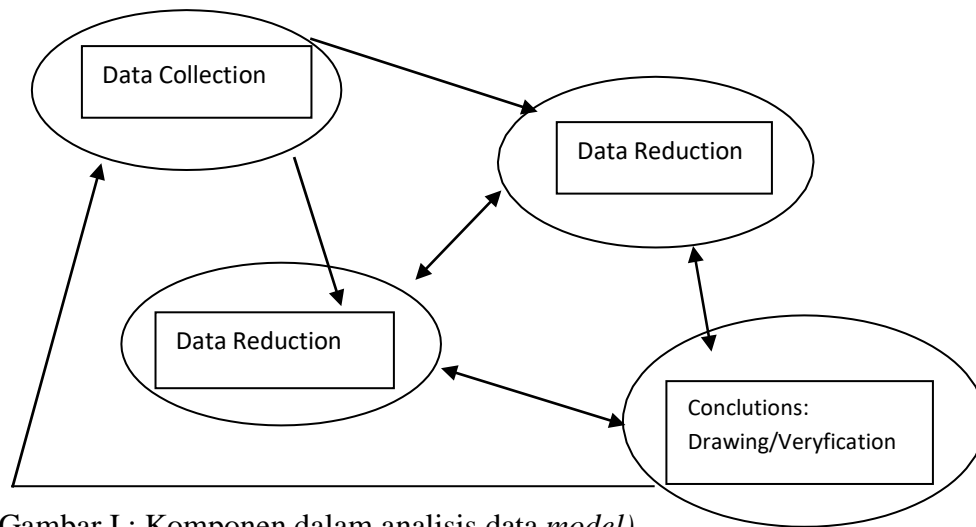 Data Collection
Data Reduction
Data Reduction
Conclutions:
Drawing/Veryfication
Gambar I : Komponen dalam analisis data model)